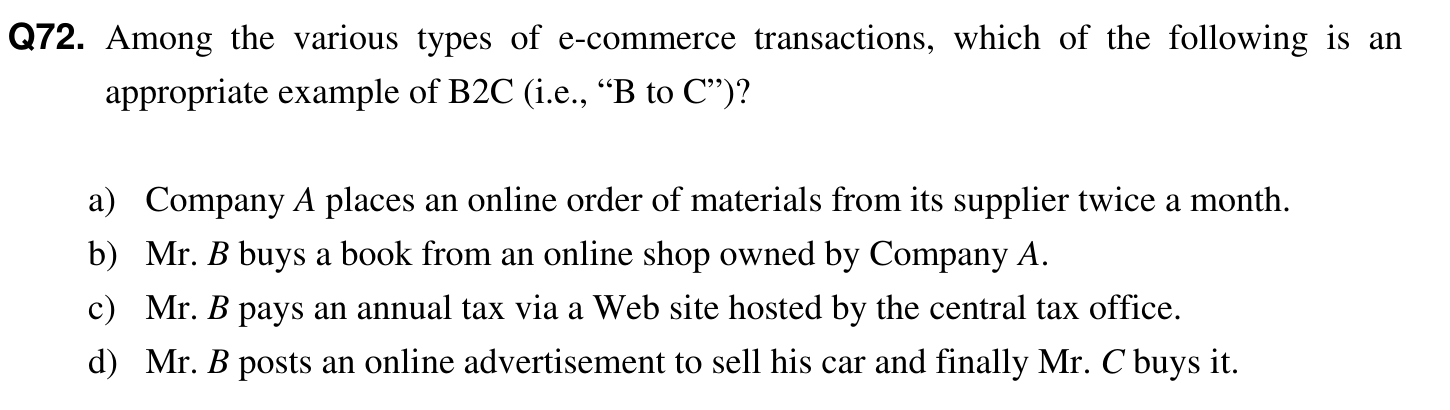 Q72. Among the various types of e-commerce transactions, which of the following is an
appropriate example of B2C (i.e., “B to C”)?
a) Company A places an online order of materials from its supplier twice a month.
b) Mr. B buys a book from an online shop owned by Company A.
c) Mr. B pays an annual tax via a Web site hosted by the central tax office.
d) Mr. B posts an online advertisement to sell his car and finally Mr. C buys it.